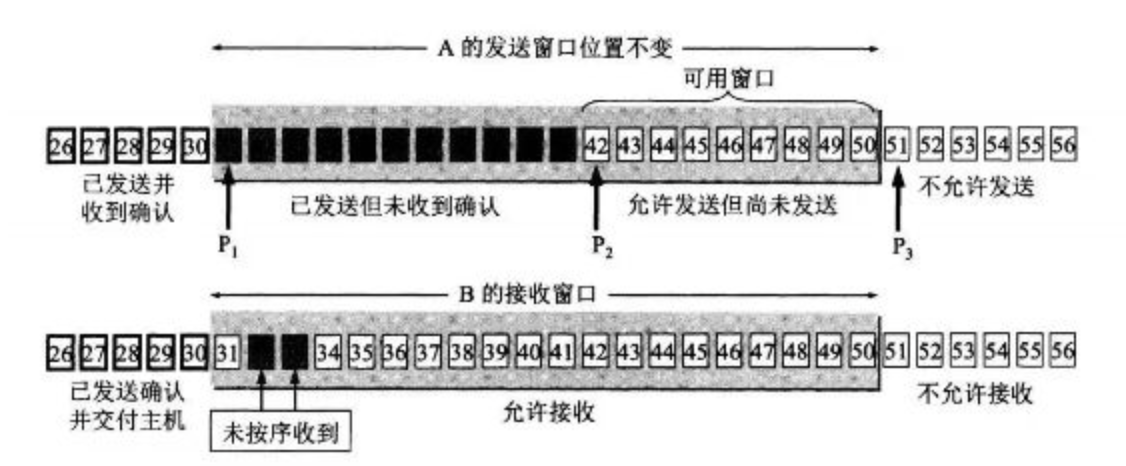 A 的发送窗口位置不变
可用窗口
26 27 28 29 30 42 43 44 45 46 47 48 49 50 51 52 53 54 55 56
已发送并
收到确认
已发送但未收到确认
允许发送但尚未发送
不允许发送
P₁
P₂
P₃
B 的接收窗口
26 27 28 29 30 31 34 35 36 37 38 39 40 41 42 43 44 45 46 47 48 49 50 51 52 53 54 55 56
已发送确认
并交付主机
未按序收到
允许接收
不允许接收